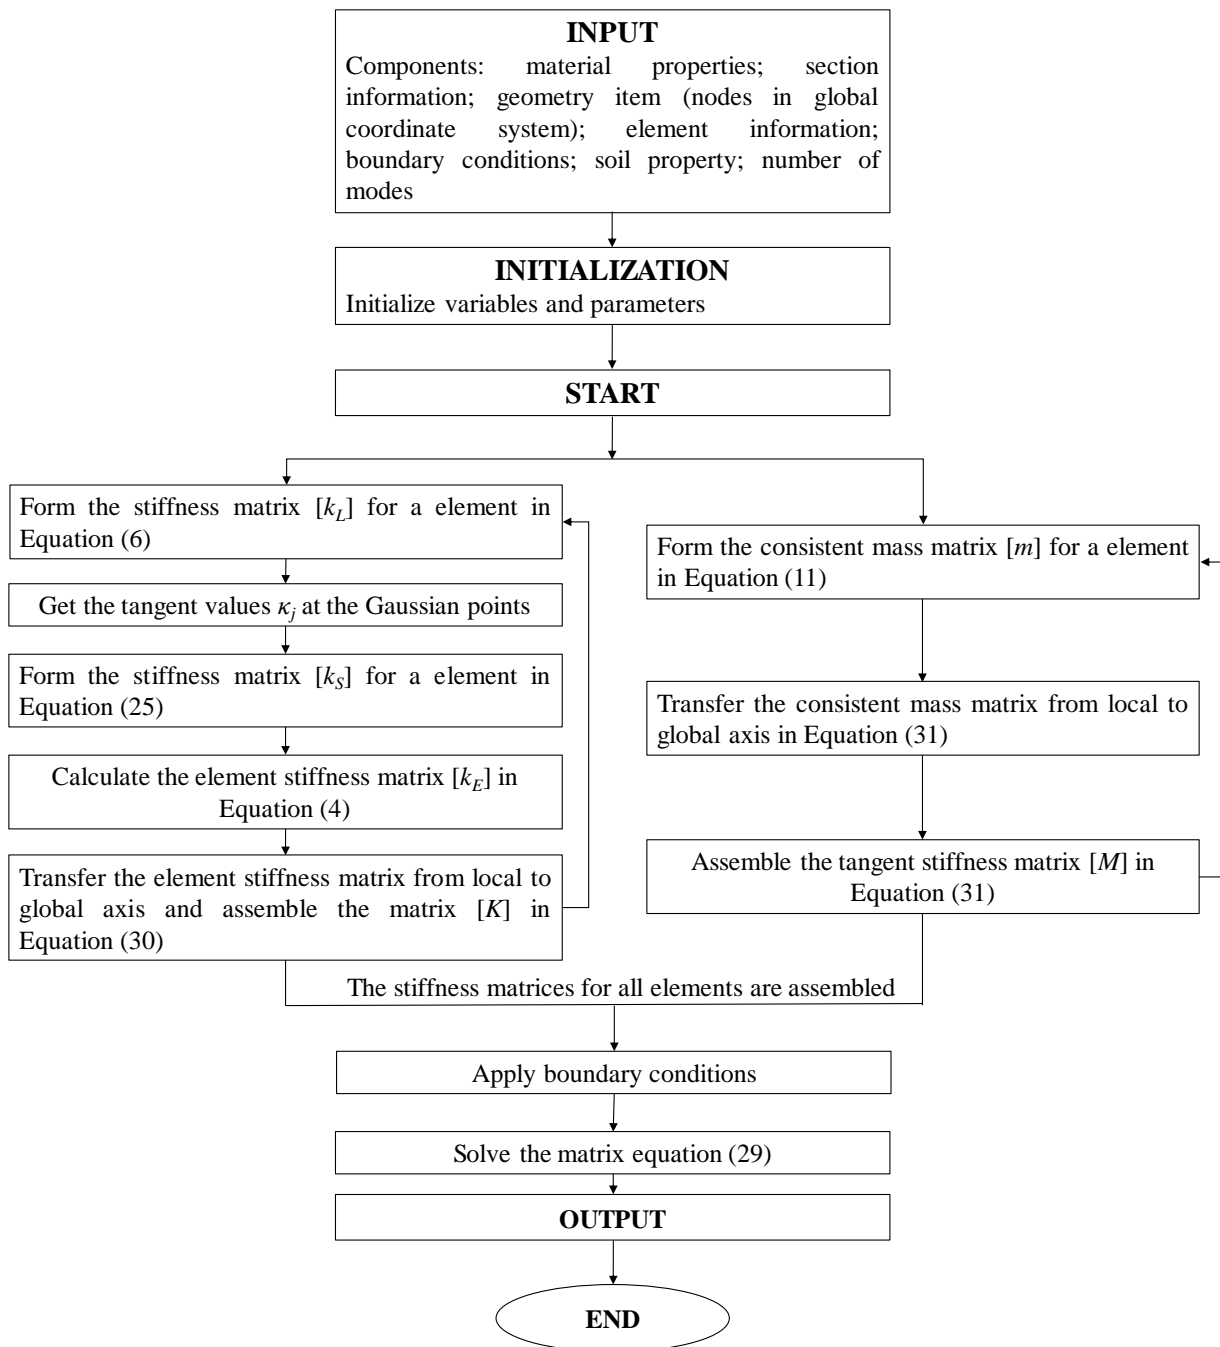 INPUT
Components: material properties; section
information; geometry item (nodes in global
coordinate system); element information;
boundary conditions; soil property; number of
modes
INITIALIZATION
Initialize variables and parameters
START
Form the stiffness matrix [k_L] for a element in
Equation (6)
Get the tangent values κ_j at the Gaussian points
Form the stiffness matrix [k_S] for a element in
Equation (25)
Calculate the element stiffness matrix [k_E] in
Equation (4)
Transfer the element stiffness matrix from local to
global axis and assemble the matrix [K] in
Equation (30)
Form the consistent mass matrix [m] for a element
in Equation (11)
Transfer the consistent mass matrix from local to
global axis in Equation (31)
Assemble the tangent stiffness matrix [M] in
Equation (31)
The stiffness matrices for all elements are assembled
Apply boundary conditions
Solve the matrix equation (29)
OUTPUT
END